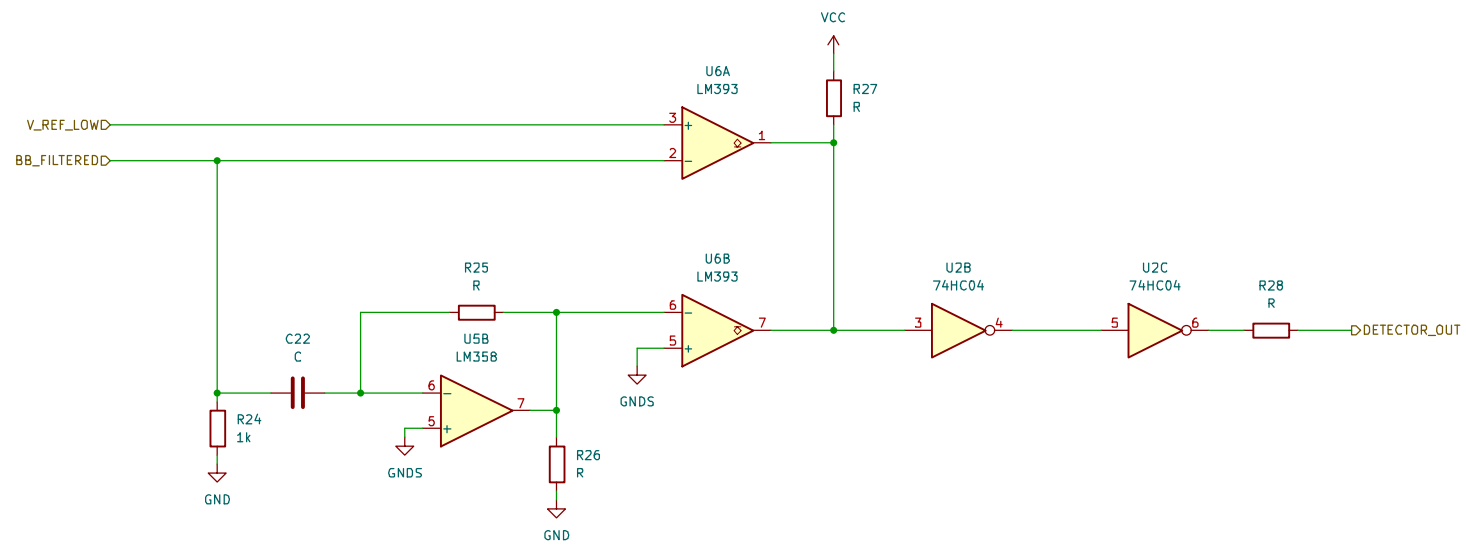 VCC
U6A
LM393
R27
R
V_REF_LOW
3
+
1
BB_FILTERED
2
−
U6B
LM393
R25
R
U2B
74HC04
U2C
74HC04
R28
R
6
−
7
3
4
5
6
DETECTOR_OUT
5
+
U5B
LM358
C22
C
GNDS
6
−
7
5
+
R24
1k
GNDS
R26
R
GND
GND